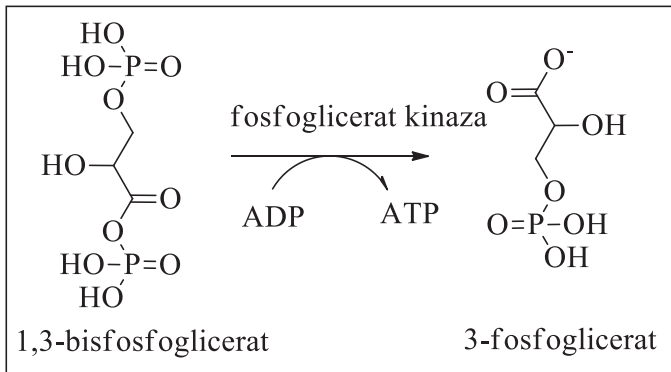 HO
HO-P=O
O
HO
O
O
HO-P=O
HO
1,3-bisfosfoglicerat
fosfoglicerat kinaza
ADP ATP
O-
O
OH
O
O=P-OH
OH
3-fosfoglicerat